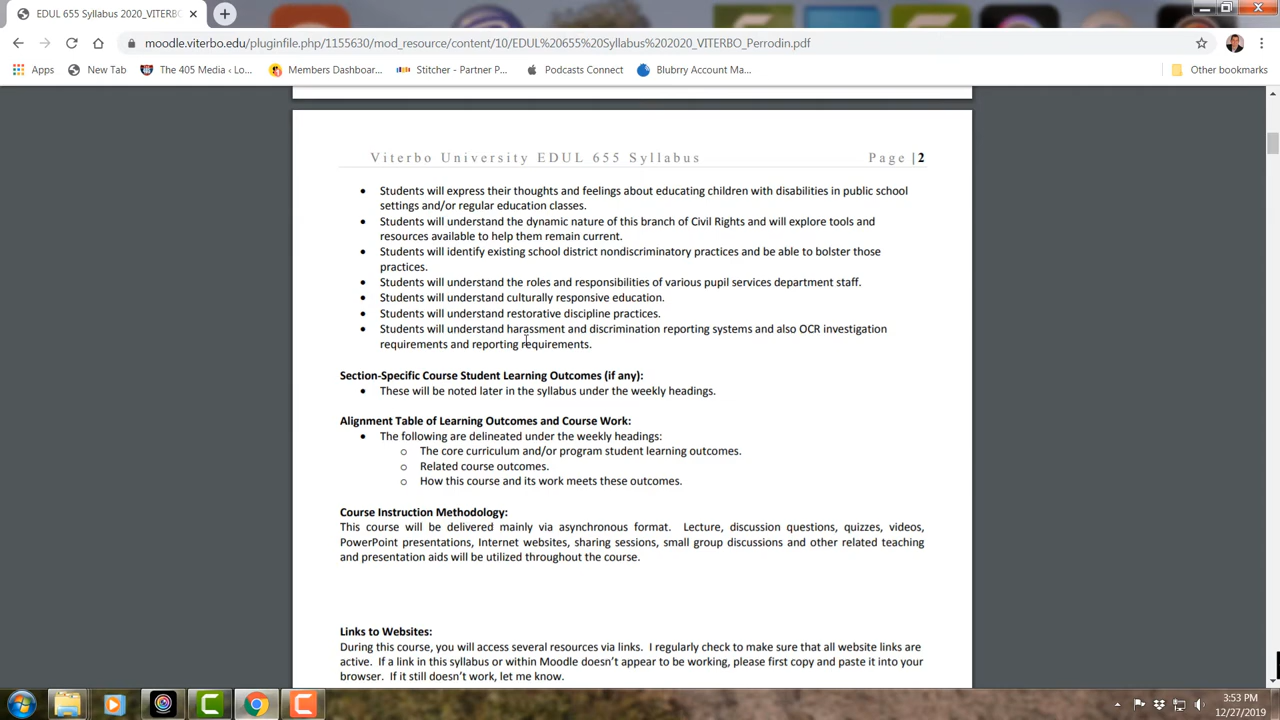 EDUL 655 Syllabus 2020_VITERBO
moodle.viterbo.edu/pluginfile.php/1155630/mod_resource/content/10/EDUL%20655%20Syllabus%202020_VITERBO_Perrodin.pdf
Apps New Tab The 405 Media ‹ Lo... Members Dashboar... Stitcher - Partner P... Podcasts Connect Blubrry Account Ma... Other bookmarks
Viterbo University EDUL 655 Syllabus Page |2
• Students will express their thoughts and feelings about educating children with disabilities in public school
settings and/or regular education classes.
• Students will understand the dynamic nature of this branch of Civil Rights and will explore tools and
resources available to help them remain current.
• Students will identify existing school district nondiscriminatory practices and be able to bolster those
practices.
• Students will understand the roles and responsibilities of various pupil services department staff.
• Students will understand culturally responsive education.
• Students will understand restorative discipline practices.
• Students will understand harassment and discrimination reporting systems and also OCR investigation
requirements and reporting requirements.
Section-Specific Course Student Learning Outcomes (if any):
• These will be noted later in the syllabus under the weekly headings.
Alignment Table of Learning Outcomes and Course Work:
• The following are delineated under the weekly headings:
o The core curriculum and/or program student learning outcomes.
o Related course outcomes.
o How this course and its work meets these outcomes.
Course Instruction Methodology:
This course will be delivered mainly via asynchronous format. Lecture, discussion questions, quizzes, videos,
PowerPoint presentations, Internet websites, sharing sessions, small group discussions and other related teaching
and presentation aids will be utilized throughout the course.
Links to Websites:
During this course, you will access several resources via links. I regularly check to make sure that all website links are
active. If a link in this syllabus or within Moodle doesn't appear to be working, please first copy and paste it into your
browser. If it still doesn't work, let me know.
3:53 PM
12/27/2019